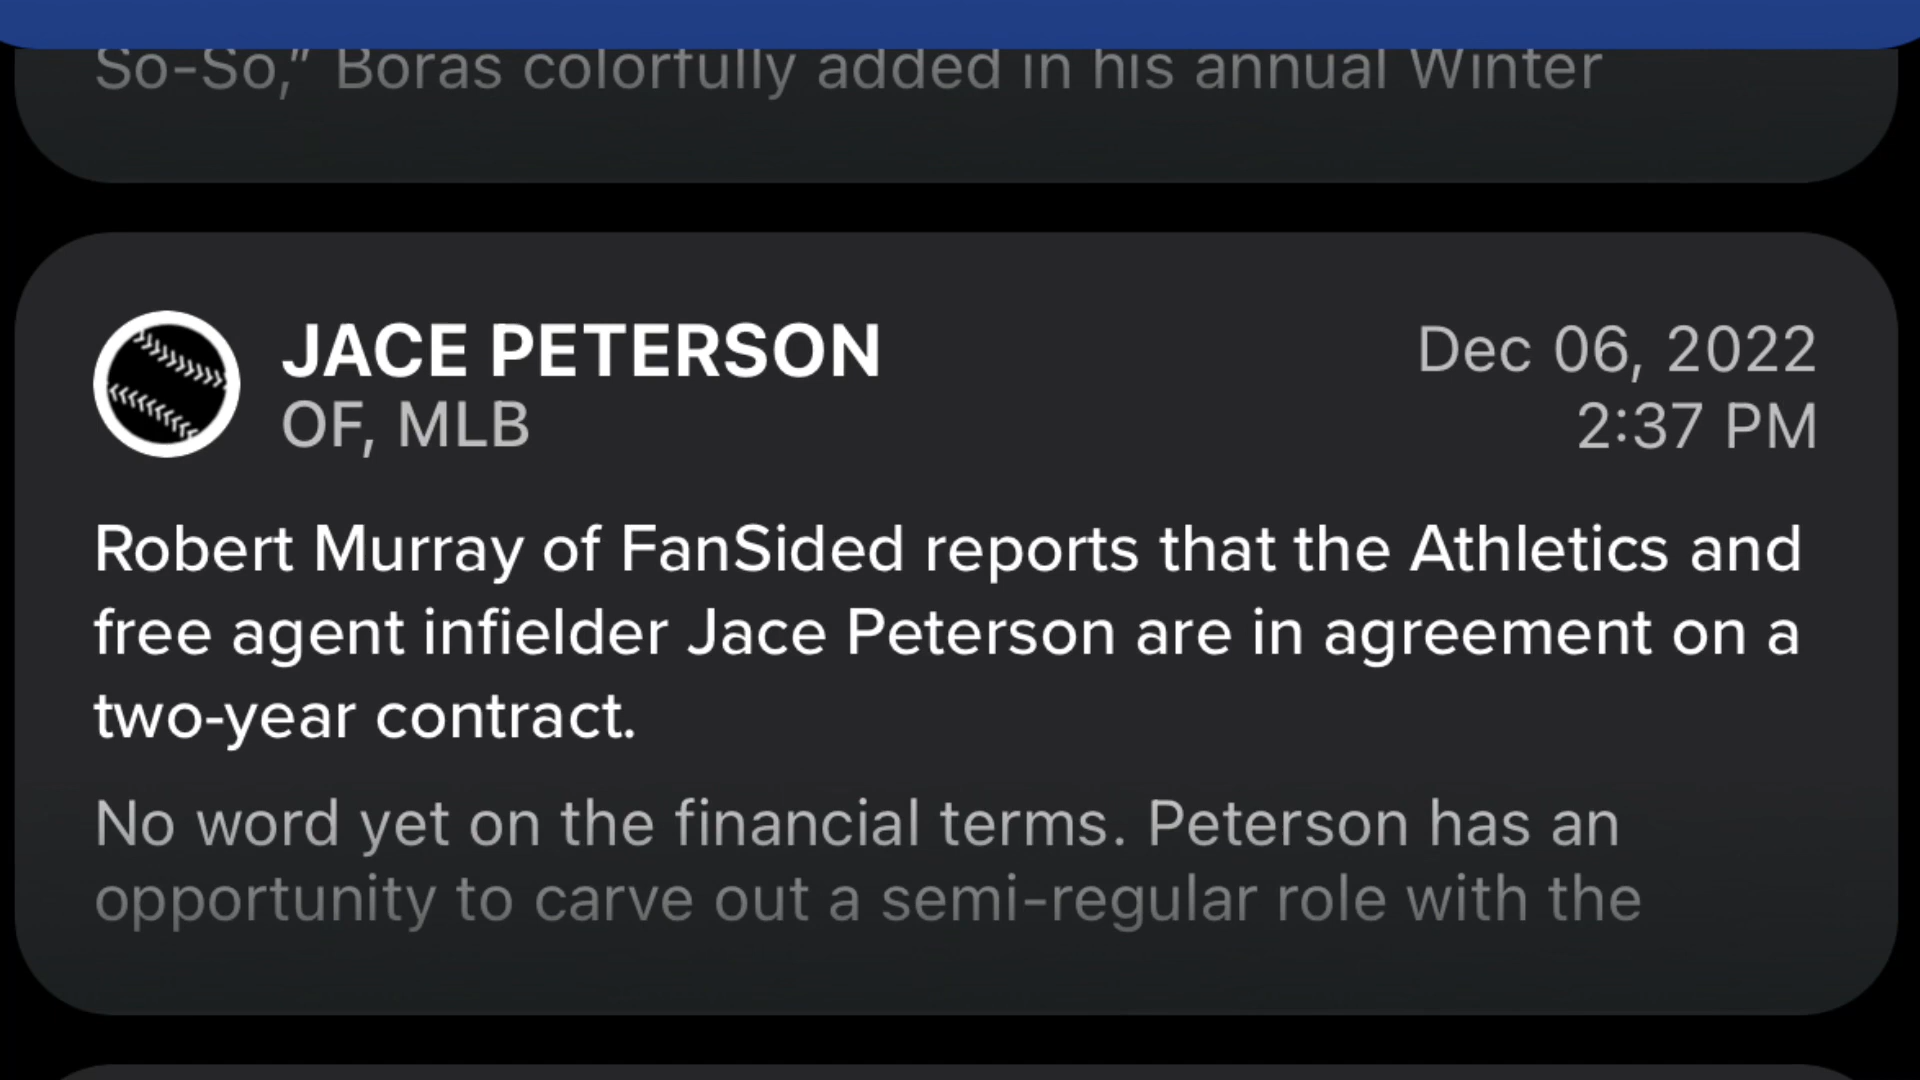 So-So,” Boras colorfully added in his annual Winter
JACE PETERSON
OF, MLB
Dec 06, 2022
2:37 PM
Robert Murray of FanSided reports that the Athletics and
free agent infielder Jace Peterson are in agreement on a
two-year contract.
No word yet on the financial terms. Peterson has an
opportunity to carve out a semi-regular role with the